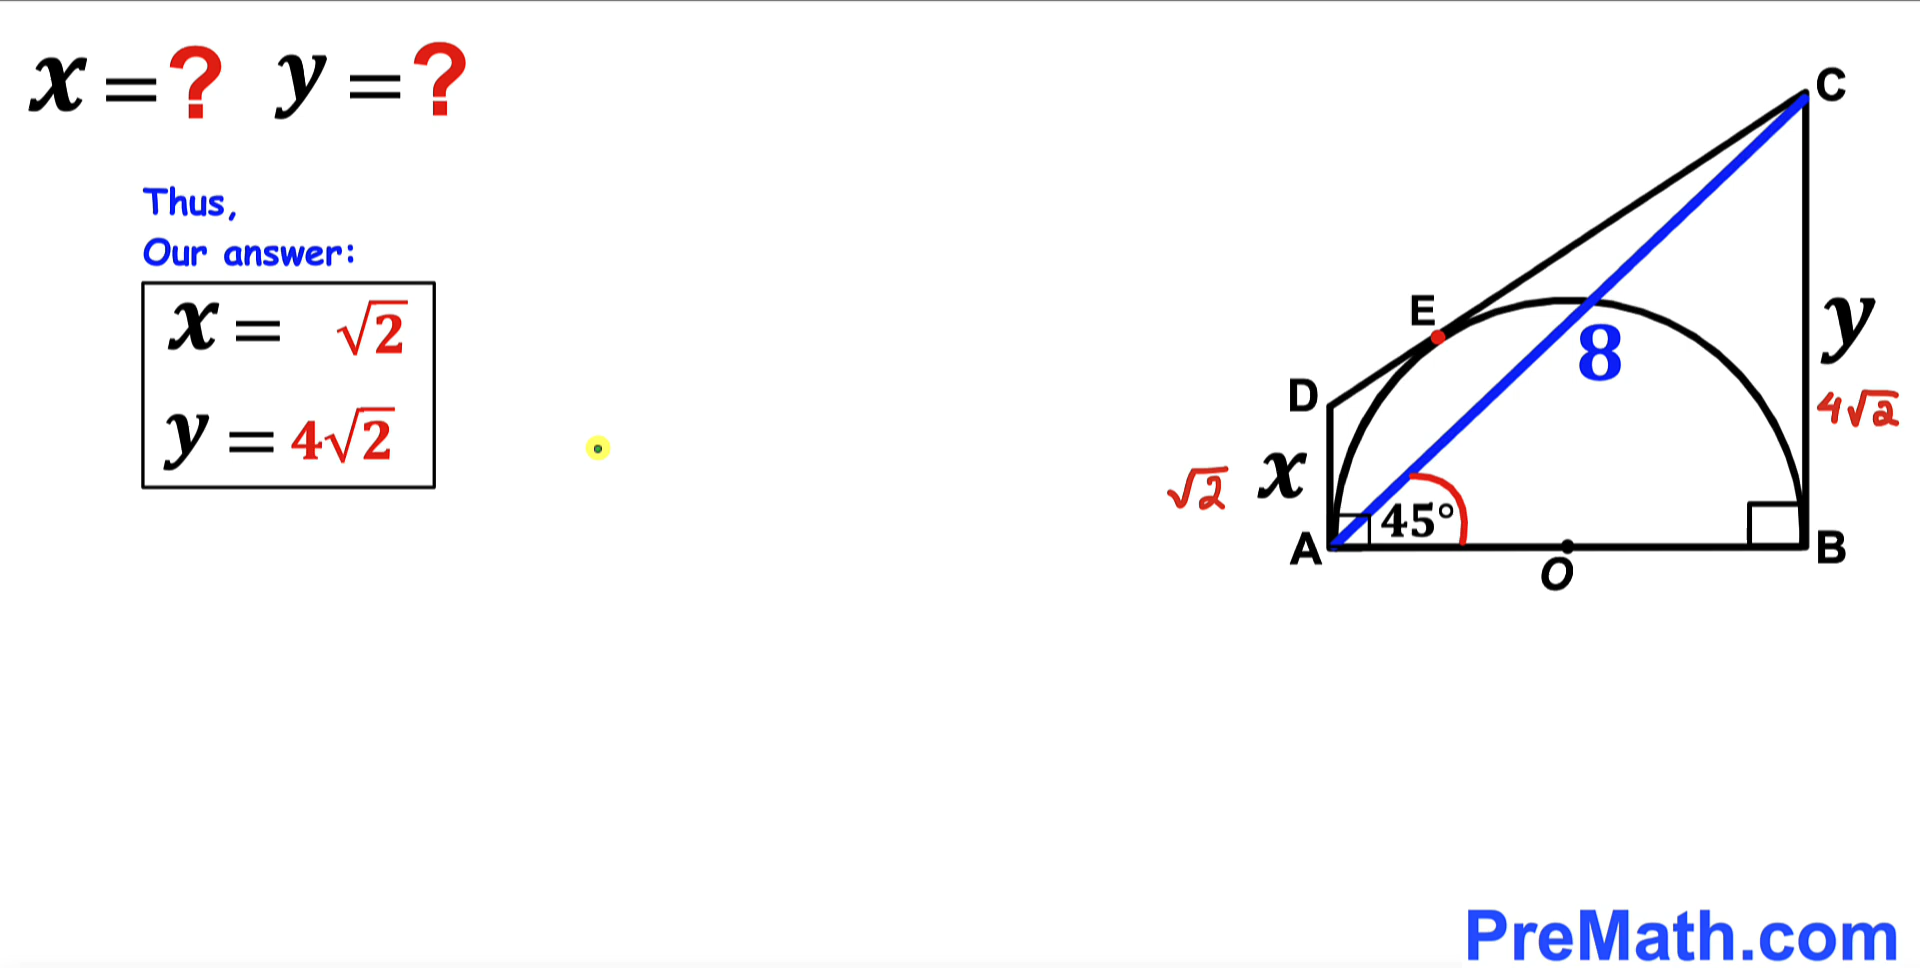 x = ? y = ?
Thus,
Our answer:
x = √2
y = 4√2
C
E
y
8
D
4√2
√2 x
45°
A
B
O
PreMath.com